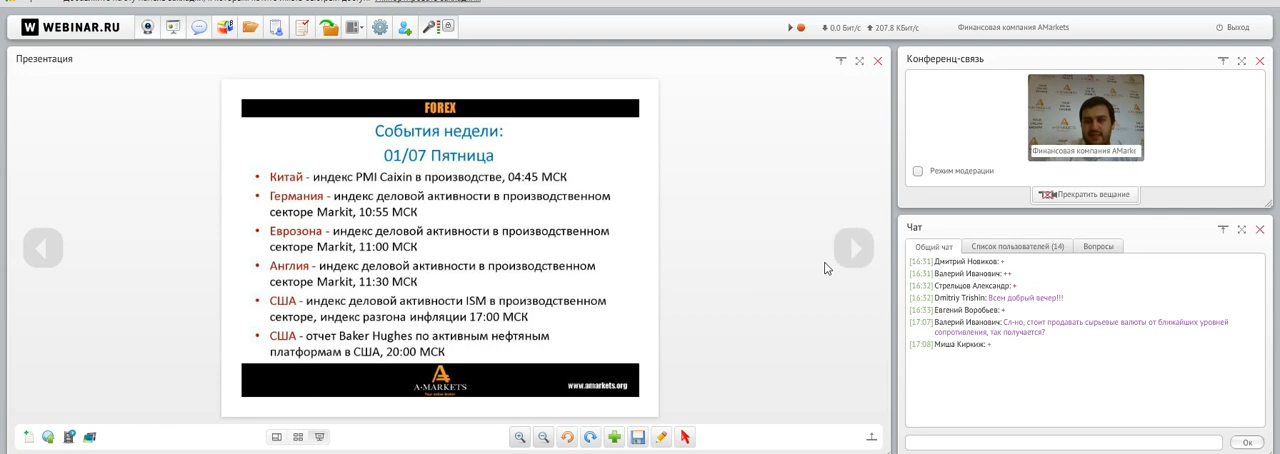 WEBINAR.RU
0.0 Бит/с 207.8 КБит/с
Финансовая компания AMarkets
Выход
Презентация
FOREX
События недели:
01/07 Пятница
• Китай - индекс PMI Caixin в производстве, 04:45 МСК
• Германия - индекс деловой активности в производственном
секторе Markit, 10:55 МСК
• Еврозона - индекс деловой активности в производственном
секторе Markit, 11:00 МСК
• Англия - индекс деловой активности в производственном
секторе Markit, 11:30 МСК
• США - индекс деловой активности ISM в производственном
секторе, индекс разгона инфляции 17:00 МСК
• США - отчет Baker Hughes по активным нефтяным
платформам в США, 20:00 МСК
A·MARKETS
www.amarkets.org
Конференц-связь
Финансовая компания AMarke
Режим модерации
Прекратить вещание
Чат
Общий чат
Список пользователей (14)
Вопросы
[16:31] Дмитрий Новиков: +
[16:31] Валерий Иванович: ++
[16:32] Стрельцов Александр: +
[16:32] Dmitriy Trishin: Всем добрый вечер!!!
[16:33] Евгений Воробьев: +
[17:07] Валерий Иванович: Сл-но, стоит продавать сырьевые валюты от ближайших уровней
сопротивления, так получается?
[17:08] Миша Киркиж: +
Ок